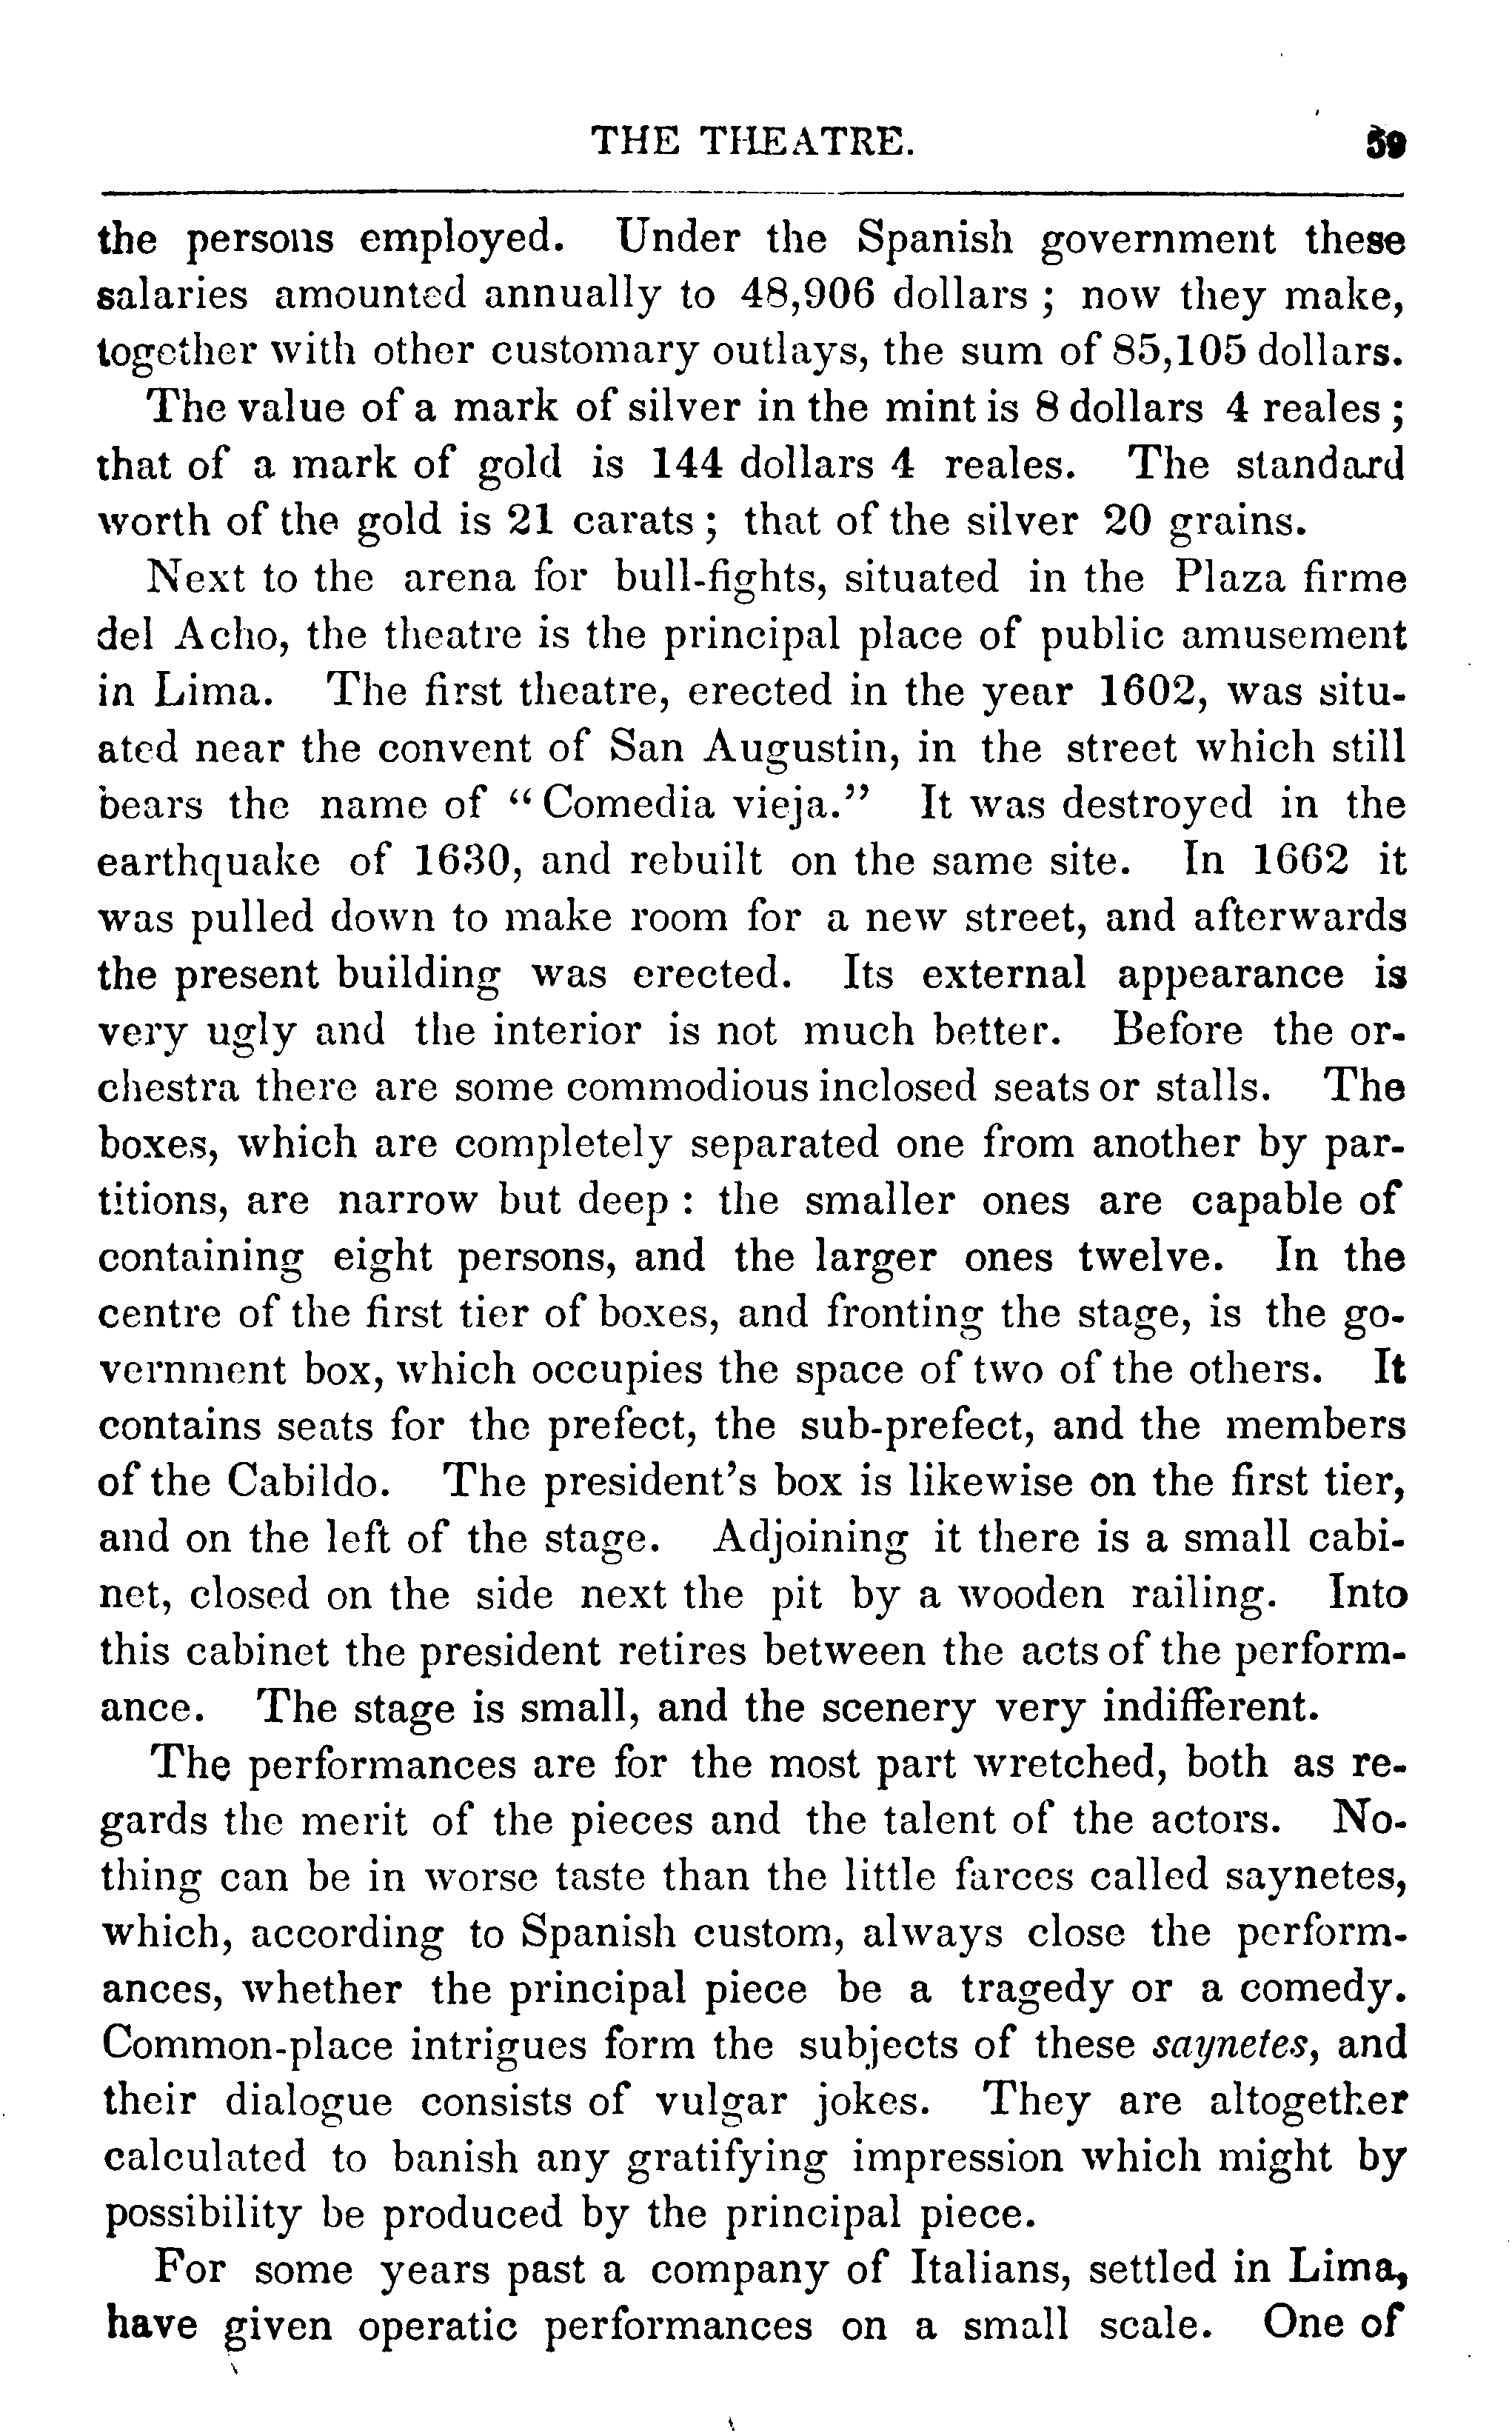 THE THEATRE. 59
the persons employed. Under the Spanish government these
salaries amounted annually to 48,906 dollars ; now they make,
together with other customary outlays, the sum of 85,105 dollars.
The value of a mark of silver in the mint is 8 dollars 4 reales ;
that of a mark of gold is 144 dollars 4 reales. The standard
worth of the gold is 21 carats ; that of the silver 20 grains.
Next to the arena for bull-fights, situated in the Plaza firme
del Acho, the theatre is the principal place of public amusement
in Lima. The first theatre, erected in the year 1602, was situ-
ated near the convent of San Augustin, in the street which still
bears the name of “Comedia vieja.” It was destroyed in the
earthquake of 1630, and rebuilt on the same site. In 1662 it
was pulled down to make room for a new street, and afterwards
the present building was erected. Its external appearance is
very ugly and the interior is not much better. Before the or-
chestra there are some commodious inclosed seats or stalls. The
boxes, which are completely separated one from another by par-
titions, are narrow but deep : the smaller ones are capable of
containing eight persons, and the larger ones twelve. In the
centre of the first tier of boxes, and fronting the stage, is the go-
vernment box, which occupies the space of two of the others. It
contains seats for the prefect, the sub-prefect, and the members
of the Cabildo. The president’s box is likewise on the first tier,
and on the left of the stage. Adjoining it there is a small cabi-
net, closed on the side next the pit by a wooden railing. Into
this cabinet the president retires between the acts of the perform-
ance. The stage is small, and the scenery very indifferent.
The performances are for the most part wretched, both as re-
gards the merit of the pieces and the talent of the actors. No-
thing can be in worse taste than the little farces called saynetes,
which, according to Spanish custom, always close the perform-
ances, whether the principal piece be a tragedy or a comedy.
Common-place intrigues form the subjects of these saynetes, and
their dialogue consists of vulgar jokes. They are altogether
calculated to banish any gratifying impression which might by
possibility be produced by the principal piece.
For some years past a company of Italians, settled in Lima,
have given operatic performances on a small scale. One of